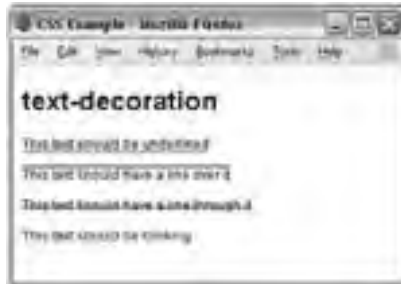 CSS Example - Mozilla Firefox
File Edit View History Bookmarks Tools Help
text-decoration
This text should be underlined
This text should have a line over it.
This text should have a line through it.
This text should be blinking